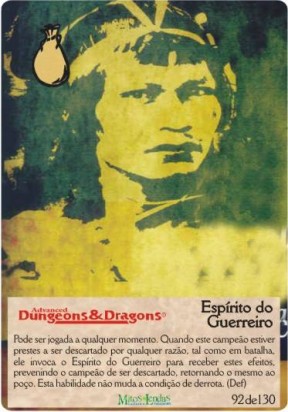 Advanced
Dungeons&Dragons®
Espírito do
Guerreiro
Pode ser jogada a qualquer momento. Quando este campeão estiver
prestes a ser descartado por qualquer razão, tal como em batalha,
ele invoca o Espírito do Guerreiro para receber estes efeitos,
prevenindo o campeão de ser descartado, retornando o mesmo ao
poço. Esta habilidade não muda a condição de derrota. (Def)
Mitos&Lendas
92 de 130